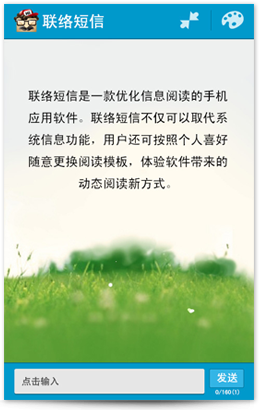 联络短信
联络短信是一款优化信息阅读的手机
应用软件。联络短信不仅可以取代系
统信息功能，用户还可按照个人喜好
随意更换阅读模板，体验软件带来的
动态阅读新方式。
点击输入
发送
0/160(1)